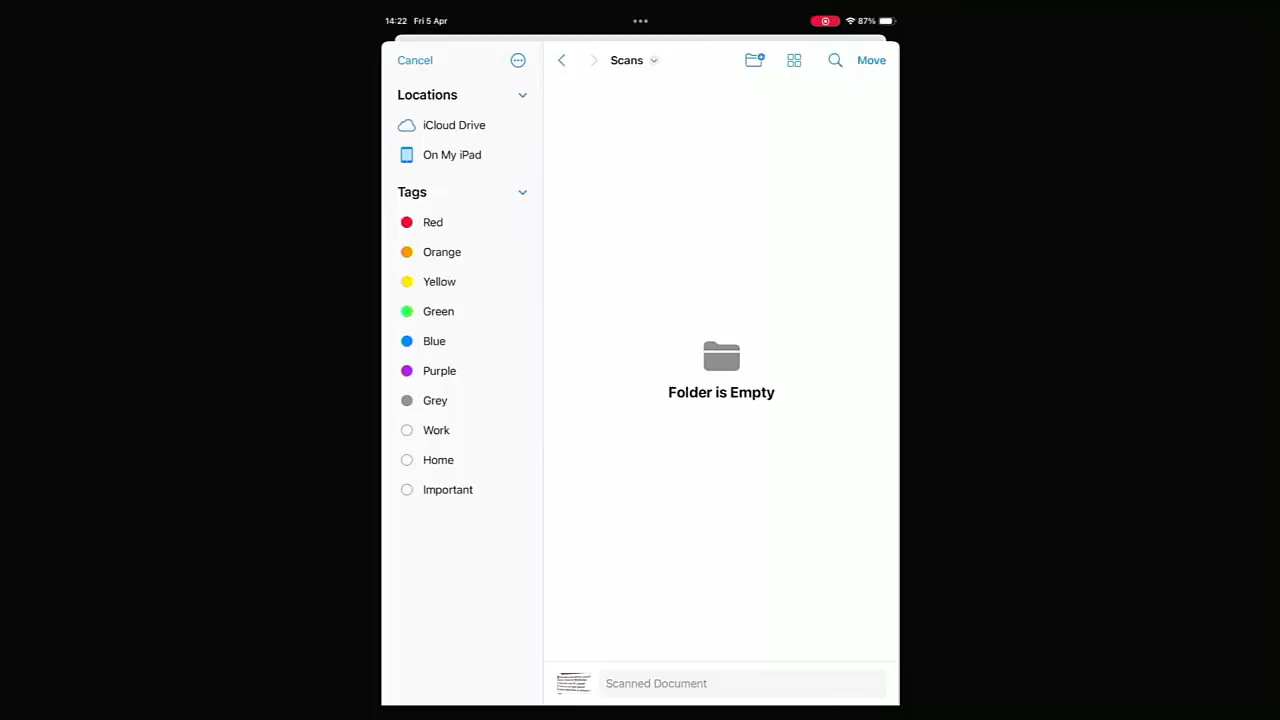 14:22 Fri 5 Apr
87%
Cancel
Scans
Move
Locations
iCloud Drive
On My iPad
Tags
Red
Orange
Yellow
Green
Blue
Purple
Grey
Work
Home
Important
Folder is Empty
Scanned Document